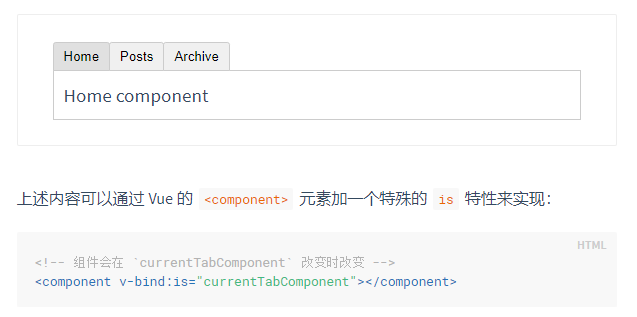 Home Posts Archive
Home component
上述内容可以通过 Vue 的 <component> 元素加一个特殊的 is 特性来实现：
HTML
<!-- 组件会在 `currentTabComponent` 改变时改变 -->
<component v-bind:is="currentTabComponent"></component>